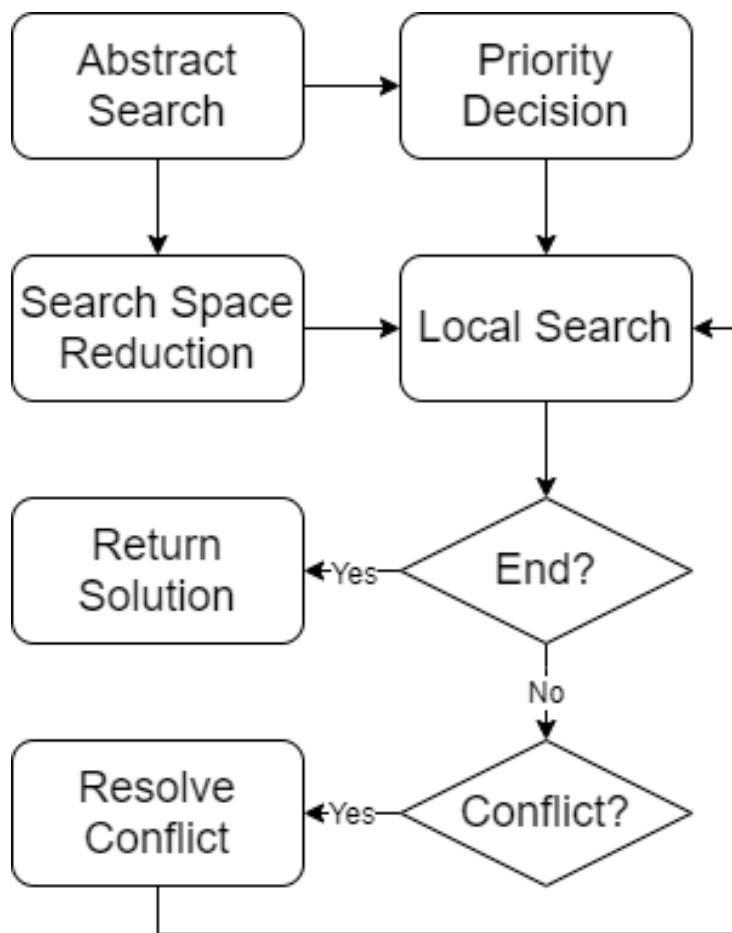 Abstract
Search
Priority
Decision
Search Space
Reduction
Local Search
Return
Solution
Yes
End?
No
Resolve
Conflict
Yes
Conflict?